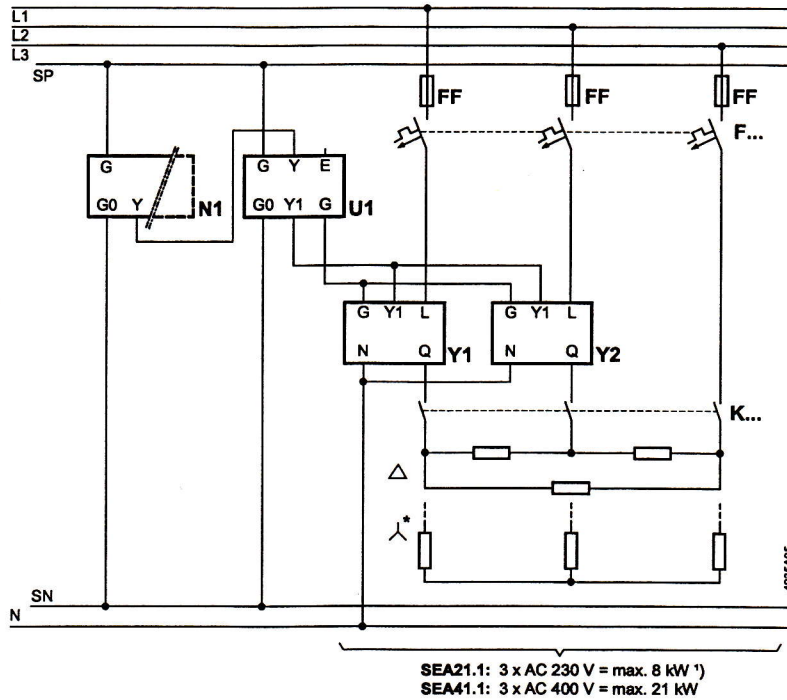 L1
L2
L3
SP
FF FF FF
F...
G G Y E
G0 Y N1 G0 Y1 G U1
G Y1 L G Y1 L
N Q Y1 N Q Y2
K...
*
SN
N
SEA21.1: 3 x AC 230 V = max. 8 kW ¹)
SEA41.1: 3 x AC 400 V = max. 21 kW